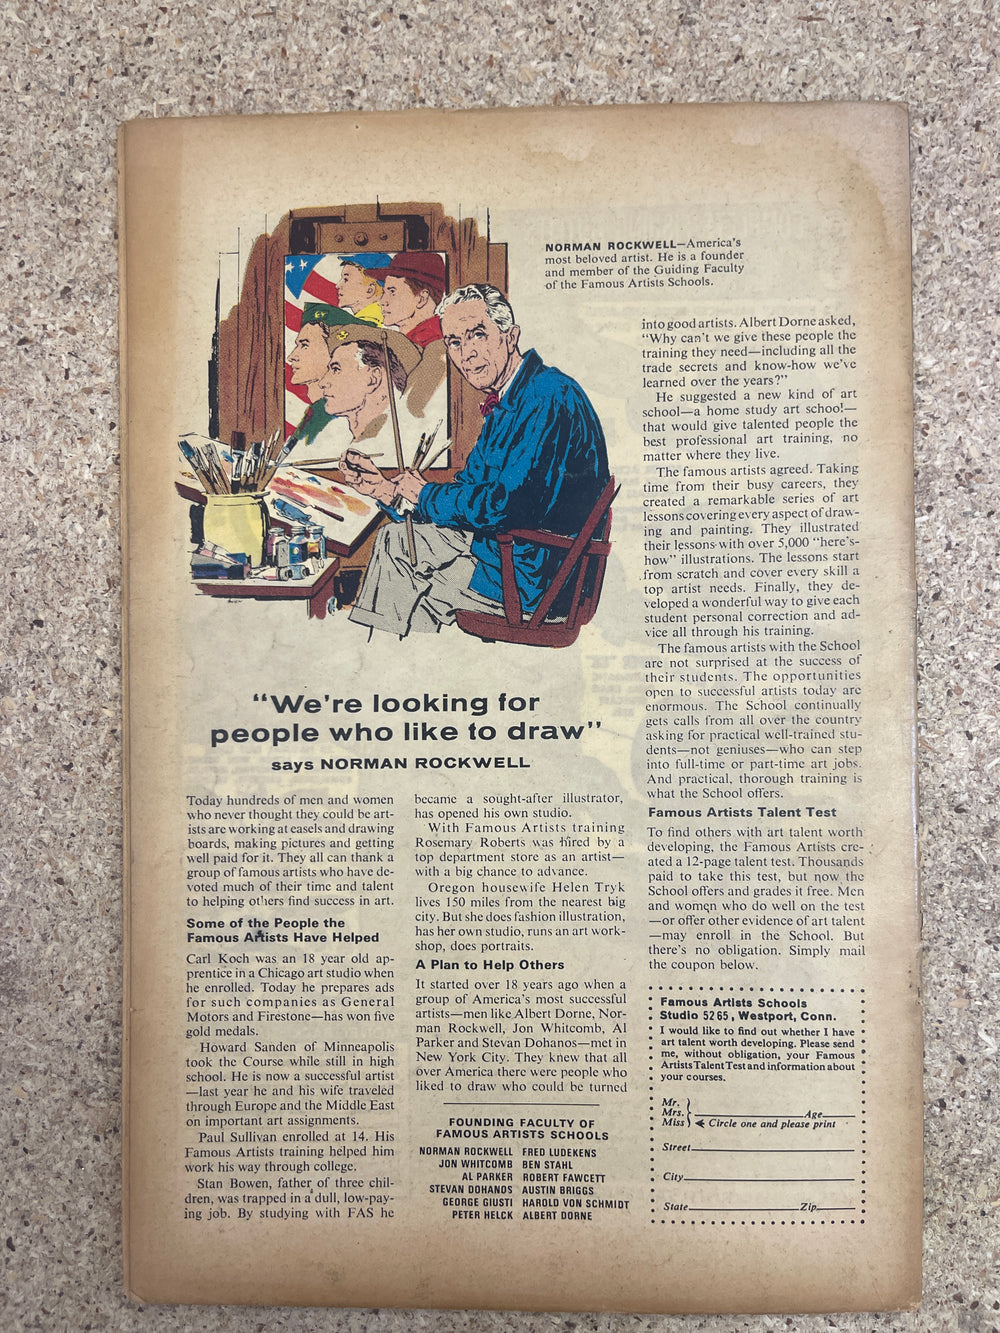 NORMAN ROCKWELL—America's
most beloved artist. He is a founder
and member of the Guiding Faculty
of the Famous Artists Schools.
"We're looking for
people who like to draw"
says NORMAN ROCKWELL
Today hundreds of men and women
who never thought they could be art-
ists are working at easels and drawing
boards, making pictures and getting
well paid for it. They all can thank a
group of famous artists who have de-
voted much of their time and talent
to helping others find success in art.
Some of the People the
Famous Artists Have Helped
Carl Koch was an 18 year old ap-
prentice in a Chicago art studio when
he enrolled. Today he prepares ads
for such companies as General
Motors and Firestone—has won five
gold medals.
Howard Sanden of Minneapolis
took the Course while still in high
school. He is now a successful artist
—last year he and his wife traveled
through Europe and the Middle East
on important art assignments.
Paul Sullivan enrolled at 14. His
Famous Artists training helped him
work his way through college.
Stan Bowen, father of three chil-
dren, was trapped in a dull, low-pay-
ing job. By studying with FAS he
became a sought-after illustrator,
has opened his own studio.
With Famous Artists training
Rosemary Roberts was hired by a
top department store as an artist—
with a big chance to advance.
Oregon housewife Helen Tryk
lives 150 miles from the nearest big
city. But she does fashion illustration,
has her own studio, runs an art work-
shop, does portraits.
A Plan to Help Others
It started over 18 years ago when a
group of America's most successful
artists—men like Albert Dorne, Nor-
man Rockwell, Jon Whitcomb, Al
Parker and Stevan Dohanos—met in
New York City. They knew that all
over America there were people who
liked to draw who could be turned
FOUNDING FACULTY OF
FAMOUS ARTISTS SCHOOLS
NORMAN ROCKWELL FRED LUDEKENS
JON WHITCOMB BEN STAHL
AL PARKER ROBERT FAWCETT
STEVAN DOHANOS AUSTIN BRIGGS
GEORGE GIUSTI HAROLD VON SCHMIDT
PETER HELCK ALBERT DORNE
into good artists. Albert Dorne asked,
"Why can't we give these people the
training they need—including all the
trade secrets and know-how we've
learned over the years?"
He suggested a new kind of art
school—a home study art school—
that would give talented people the
best professional art training, no
matter where they live.
The famous artists agreed. Taking
time from their busy careers, they
created a remarkable series of art
lessons covering every aspect of draw-
ing and painting. They illustrated
their lessons with over 5,000 "here's-
how" illustrations. The lessons start
from scratch and cover every skill a
top artist needs. Finally, they de-
veloped a wonderful way to give each
student personal correction and ad-
vice all through his training.
The famous artists with the School
are not surprised at the success of
their students. The opportunities
open to successful artists today are
enormous. The School continually
gets calls from all over the country
asking for practical well-trained stu-
dents—not geniuses—who can step
into full-time or part-time art jobs.
And practical, thorough training is
what the School offers.
Famous Artists Talent Test
To find others with art talent worth
developing, the Famous Artists cre-
ated a 12-page talent test. Thousands
paid to take this test, but now the
School offers and grades it free. Men
and women who do well on the test
—or offer other evidence of art talent
—may enroll in the School. But
there's no obligation. Simply mail
the coupon below.
Famous Artists Schools
Studio 5265, Westport, Conn.
I would like to find out whether I have
art talent worth developing. Please send
me, without obligation, your Famous
Artists Talent Test and information about
your courses.
Mr.
Mrs. Age
Miss Circle one and please print
Street
City
State Zip